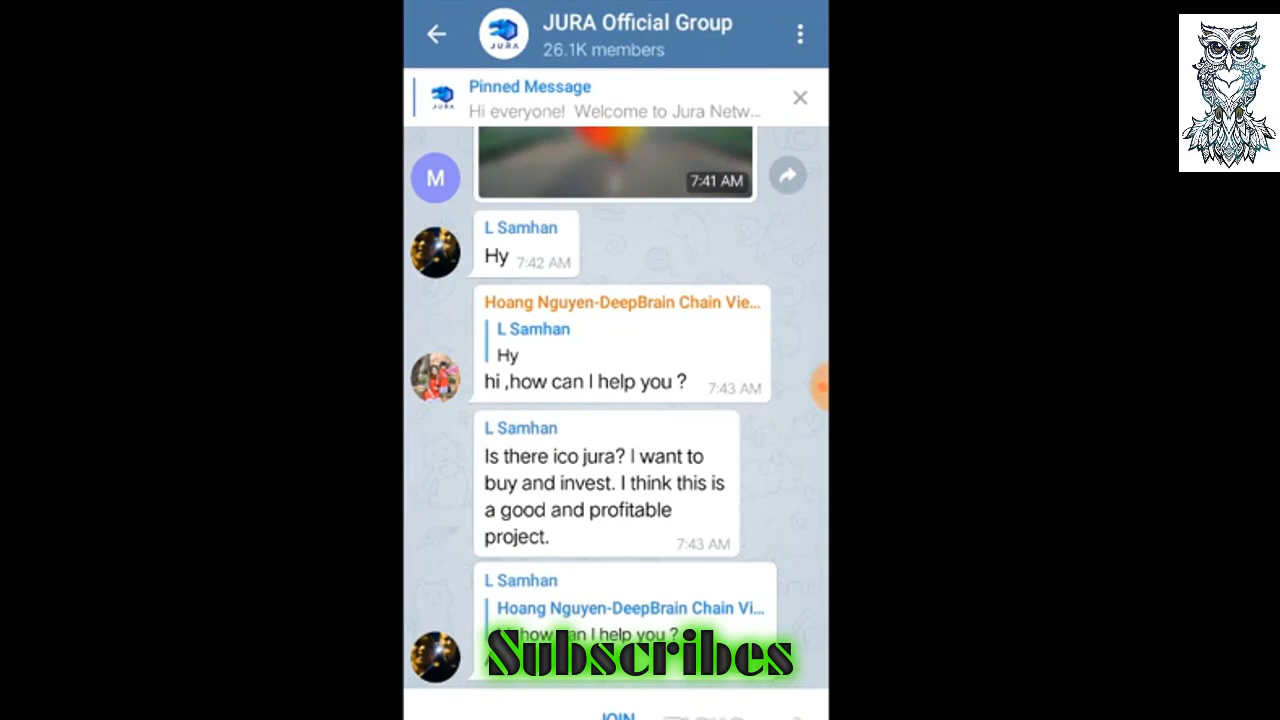 JURA Official Group
26.1K members
JURA
Pinned Message
Hi everyone! Welcome to Jura Netw...
JURA
7:41 AM
M
L Samhan
Hy 7:42 AM
Hoang Nguyen-DeepBrain Chain Vie...
L Samhan
Hy
hi ,how can I help you ? 7:43 AM
L Samhan
Is there ico jura? I want to
buy and invest. I think this is
a good and profitable
project.
7:43 AM
L Samhan
Hoang Nguyen-DeepBrain Chain Vi...
how can I help you ?
Subscribes
JOIN